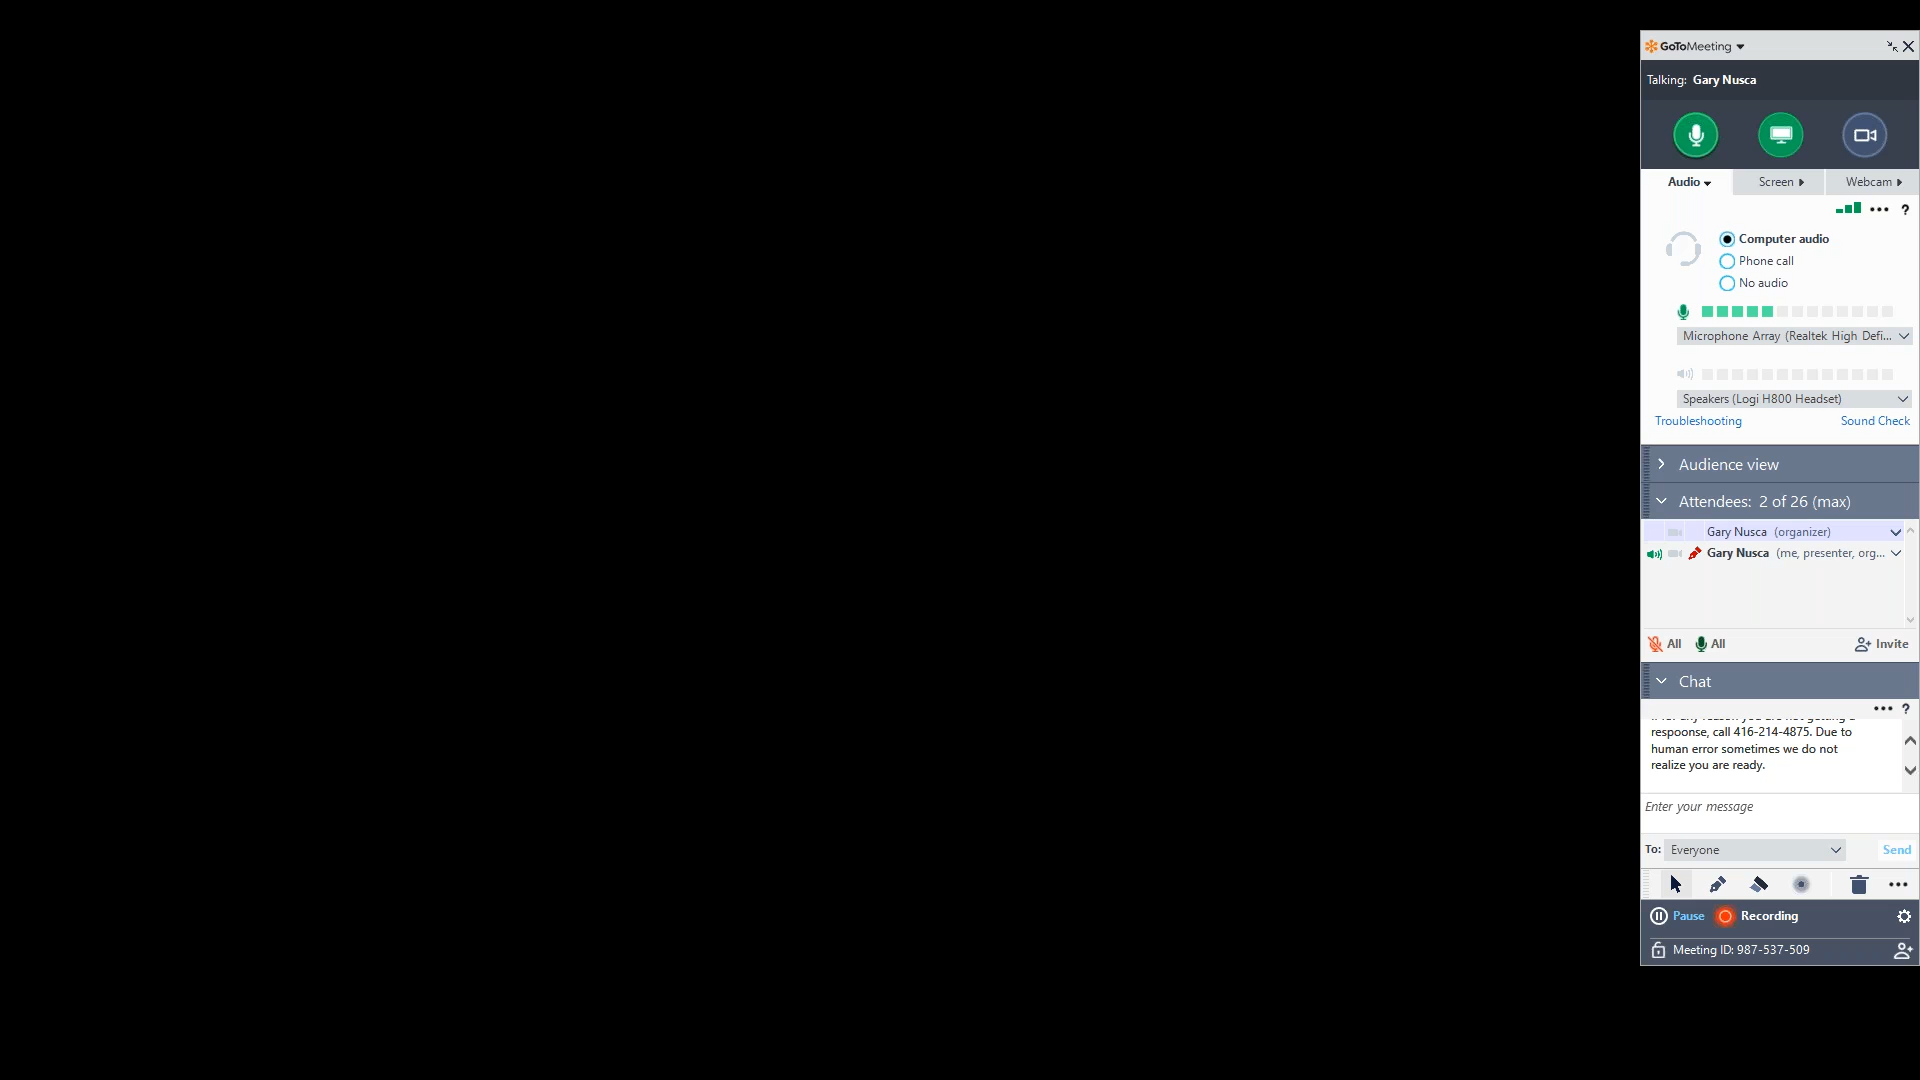 GoToMeeting
Talking: Gary Nusca
Audio
Screen
Webcam
?
Computer audio
Phone call
No audio
Microphone Array (Realtek High Defi...
Speakers (Logi H800 Headset)
Troubleshooting
Sound Check
Audience view
Attendees: 2 of 26 (max)
Gary Nusca (organizer)
Gary Nusca (me, presenter, org...
All
All
Invite
Chat
?
respoonse, call 416-214-4875. Due to
human error sometimes we do not
realize you are ready.
Enter your message
To: Everyone
Send
Pause
Recording
Meeting ID: 987-537-509